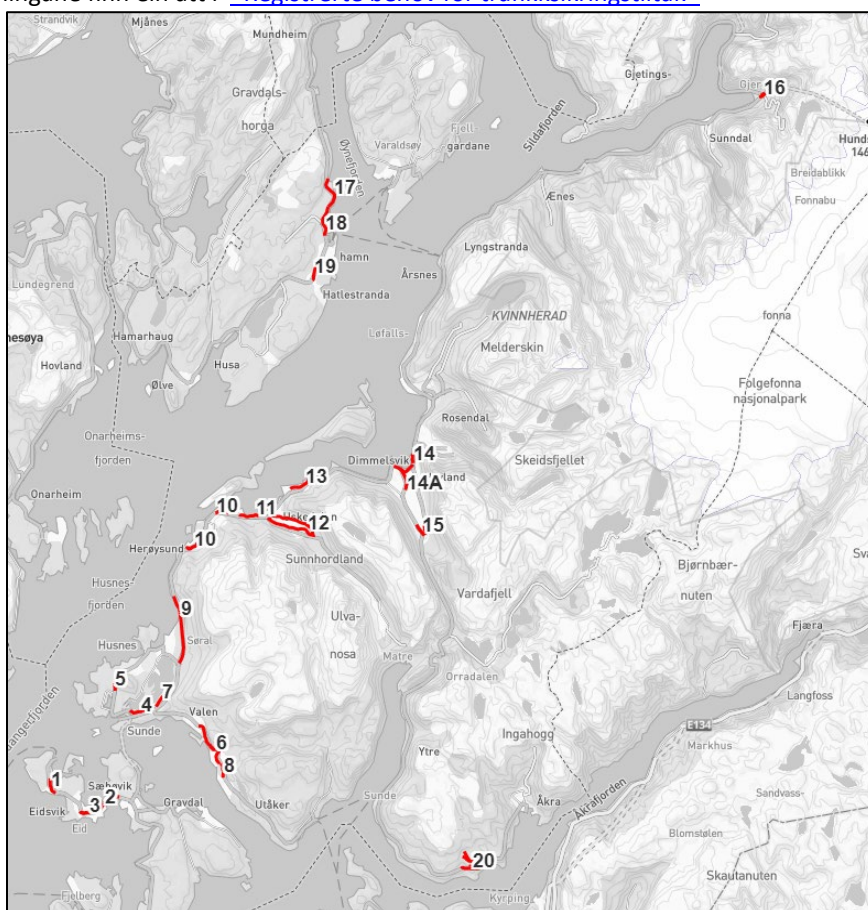 "Registrerte behov for trafikksikringstiltak"
Strandvik
Mjånes
Mundheim
Gjetings-
Gjer
16
Gravdals-
horga
Øynefjorden
Varaldsøy
Fjell-
gardane
Sildafjorden
Sunndal
Hunds
146
Breidablikk
Fonnabu
17
Ænes
18
Lyngstranda
hamn
19
Årsnes
Lundegrend
Hatlestranda
KVINNHERAD
fonna
Løfalls-
nesøya
Hamarhaug
Melderskin
Hovland
Husa
Folgefonna
nasjonalpark
Ølve
Rosendal
Onarheims-
fjorden
Dimmelsvik
14
Skeidsfjellet
13
14A
Onarheim
10
11
12
15
Herøysund
10
Sunnhordland
Husnes-
fjorden
Bjørnbær-
nuten
Vardafjell
9
Ulva-
nosa
Fjæra
Husnes
Søral
Matre
5
Orradalen
7
Langfoss
4
Valen
Sunde
Ingahogg
E134
Markhus
6
Ytre
8
1
Sæbøvik
2
Sunde
Åkrafjorden
Sandvass-
Eidsvik
3
Gravdal
Utåker
Åkra
Eid
Blomstølen
20
Skautanuten
Fjelberg
Kyrping